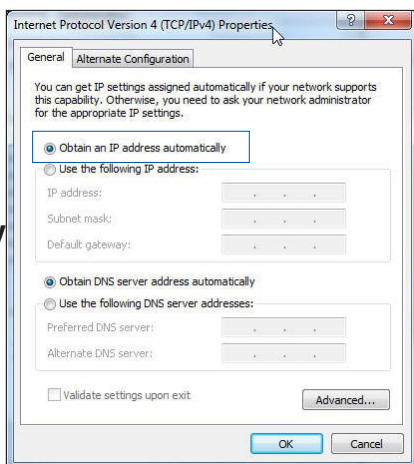 Internet Protocol Version 4 (TCP/IPv4) Properties
General
Alternate Configuration
You can get IP settings assigned automatically if your network supports
this capability. Otherwise, you need to ask your network administrator
for the appropriate IP settings.
Obtain an IP address automatically
Use the following IP address:
IP address:
Subnet mask:
Default gateway:
Obtain DNS server address automatically
Use the following DNS server addresses:
Preferred DNS server:
Alternate DNS server:
Validate settings upon exit
Advanced...
OK
Cancel